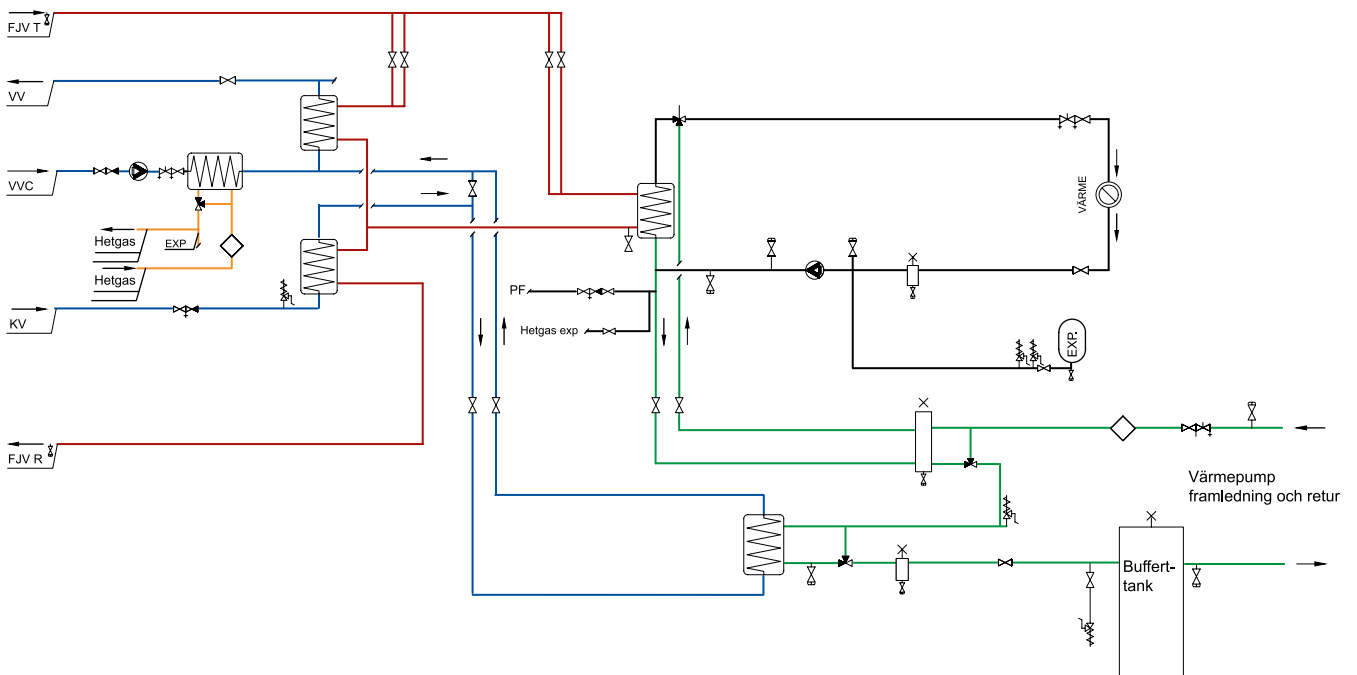 FJV T
VV
VVC
VÄRME
Hetgas
EXP
Hetgas
PF
KV
Hetgas exp
EXP.
FJV R
Värmepump
framledning och retur
Buffert-
tank